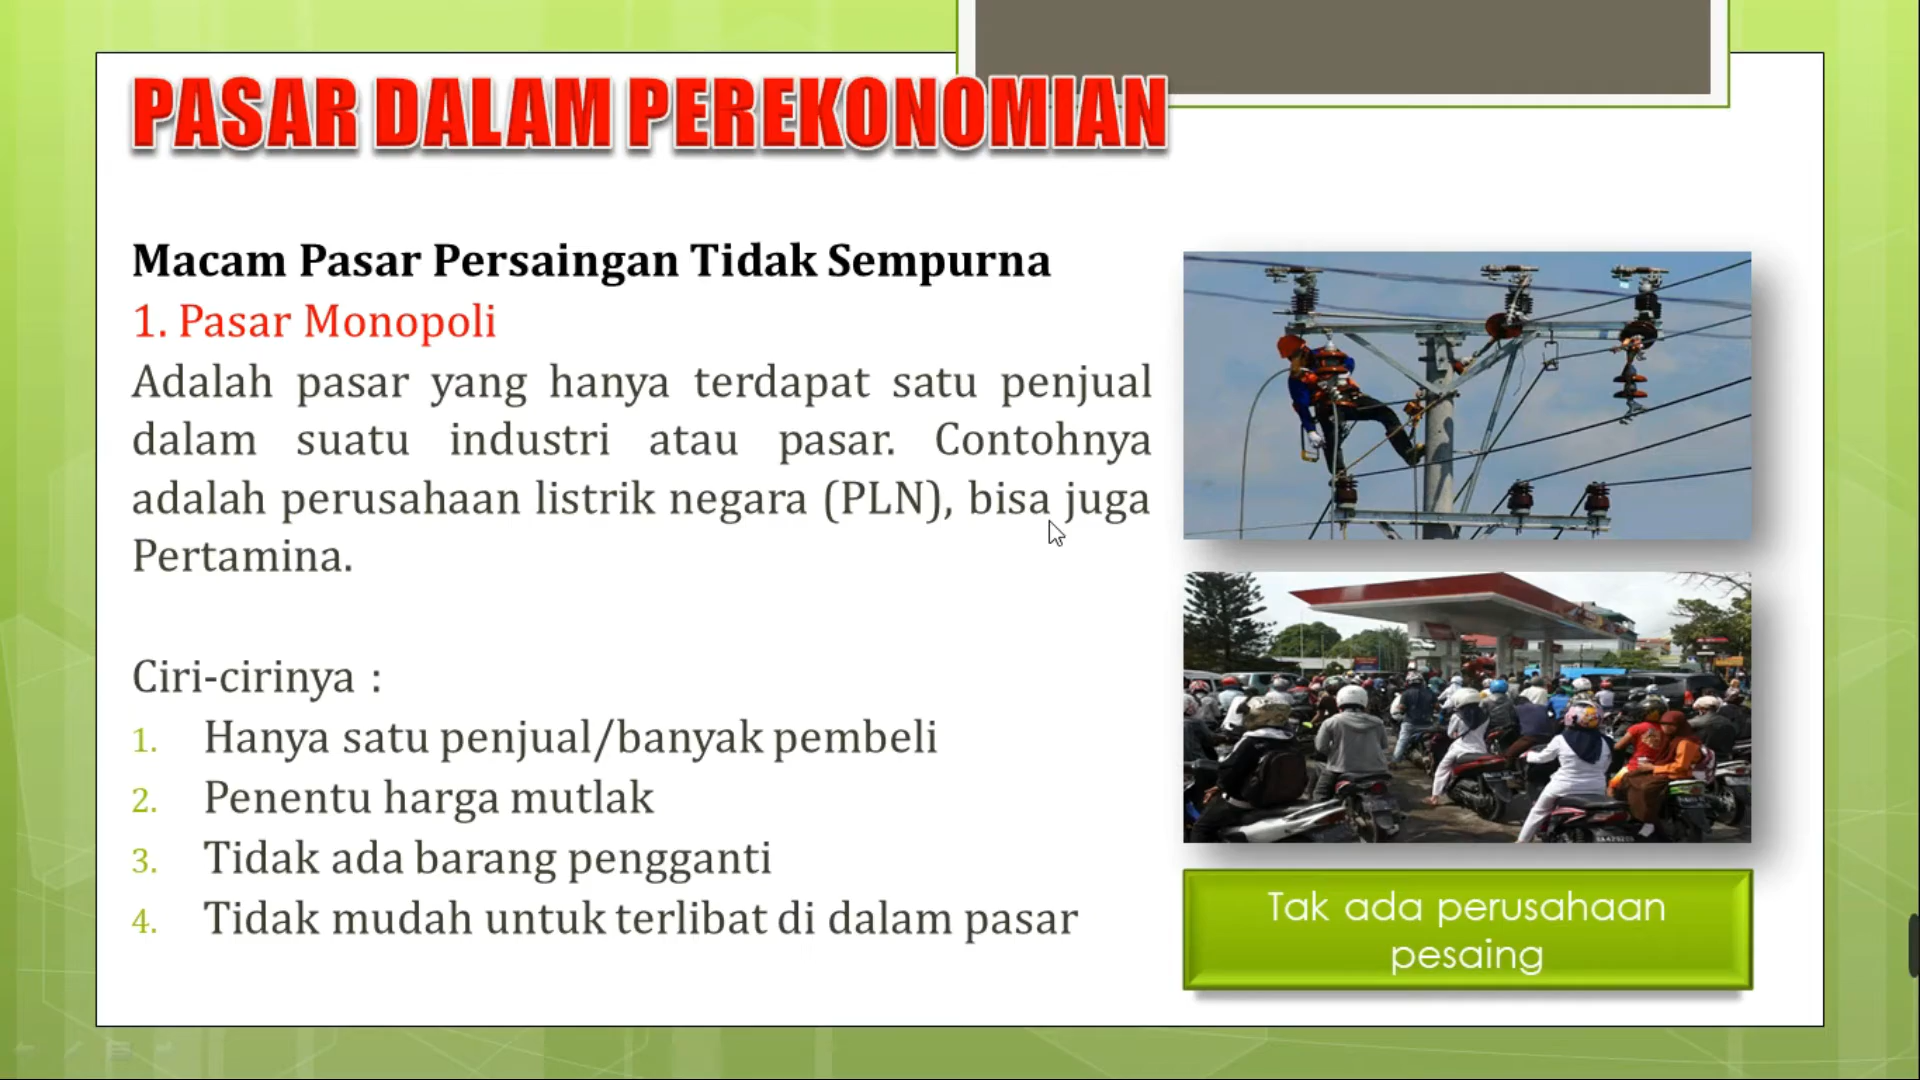 PASAR DALAM PEREKONOMIAN
Macam Pasar Persaingan Tidak Sempurna
1. Pasar Monopoli
Adalah pasar yang hanya terdapat satu penjual
dalam suatu industri atau pasar. Contohnya
adalah perusahaan listrik negara (PLN), bisa juga
Pertamina.
Ciri-cirinya :
1. Hanya satu penjual/banyak pembeli
2. Penentu harga mutlak
3. Tidak ada barang pengganti
4. Tidak mudah untuk terlibat di dalam pasar
Tak ada perusahaan
pesaing